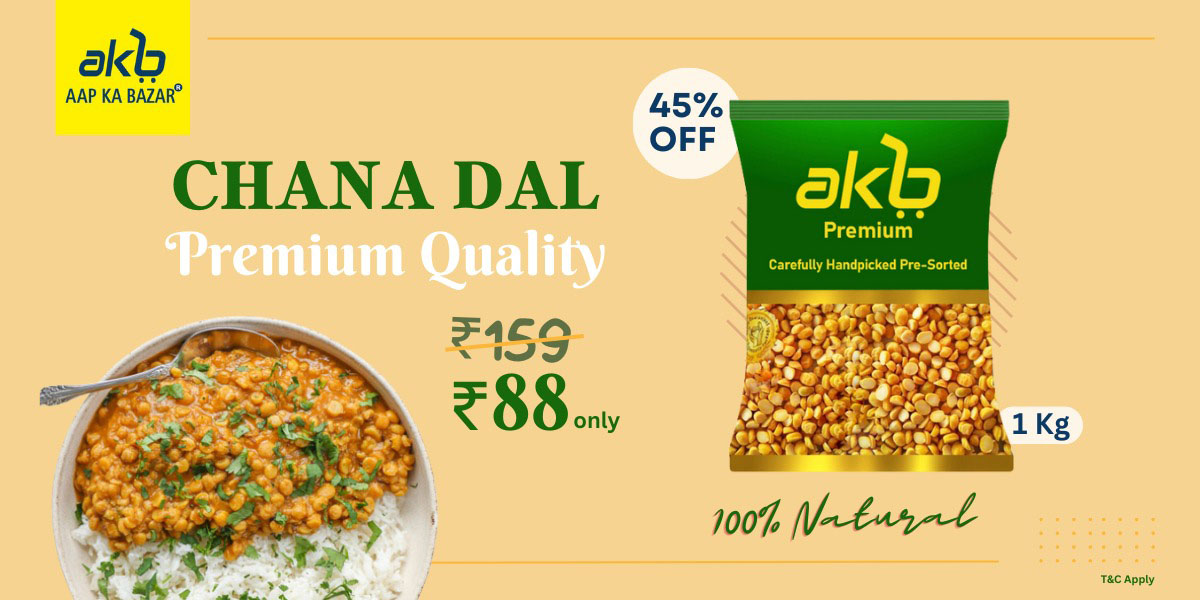 akb
AAP KA BAZAR®
CHANA DAL
Premium Quality
₹159
₹88 only
45%
OFF
akb
Premium
Carefully Handpicked Pre-Sorted
1 Kg
100% Natural
T&C Apply